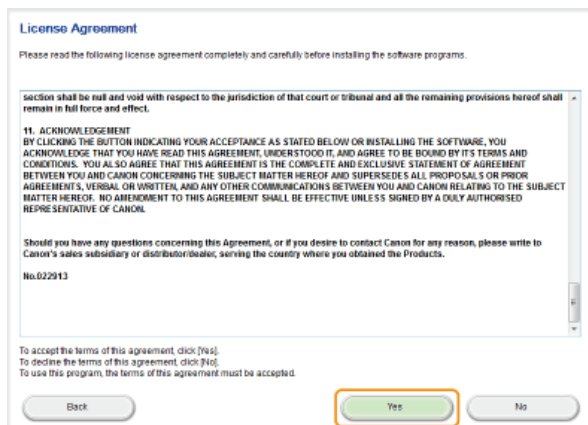 License Agreement
Please read the following license agreement completely and carefully before installing the software programs.
section shall be null and void with respect to the jurisdiction of that court or tribunal and all the remaining provisions hereof shall
remain in full force and effect.
11. ACKNOWLEDGEMENT
BY CLICKING THE BUTTON INDICATING YOUR ACCEPTANCE AS STATED BELOW OR INSTALLING THE SOFTWARE, YOU
ACKNOWLEDGE THAT YOU HAVE READ THIS AGREEMENT, UNDERSTOOD IT, AND AGREE TO BE BOUND BY ITS TERMS AND
CONDITIONS. YOU ALSO AGREE THAT THIS AGREEMENT IS THE COMPLETE AND EXCLUSIVE STATEMENT OF AGREEMENT
BETWEEN YOU AND CANON CONCERNING THE SUBJECT MATTER HEREOF AND SUPERSEDES ALL PROPOSALS OR PRIOR
AGREEMENTS, VERBAL OR WRITTEN, AND ANY OTHER COMMUNICATIONS BETWEEN YOU AND CANON RELATING TO THE SUBJECT
MATTER HEREOF. NO AMENDMENT TO THIS AGREEMENT SHALL BE EFFECTIVE UNLESS SIGNED BY A DULY AUTHORISED
REPRESENTATIVE OF CANON.
Should you have any questions concerning this Agreement, or if you desire to contact Canon for any reason, please write to
Canon's sales subsidiary or distributor/dealer, serving the country where you obtained the Products.
No.022913
To accept the terms of this agreement, click [Yes].
To decline the terms of this agreement, click [No].
To use this program, the terms of this agreement must be accepted.
Back Yes No